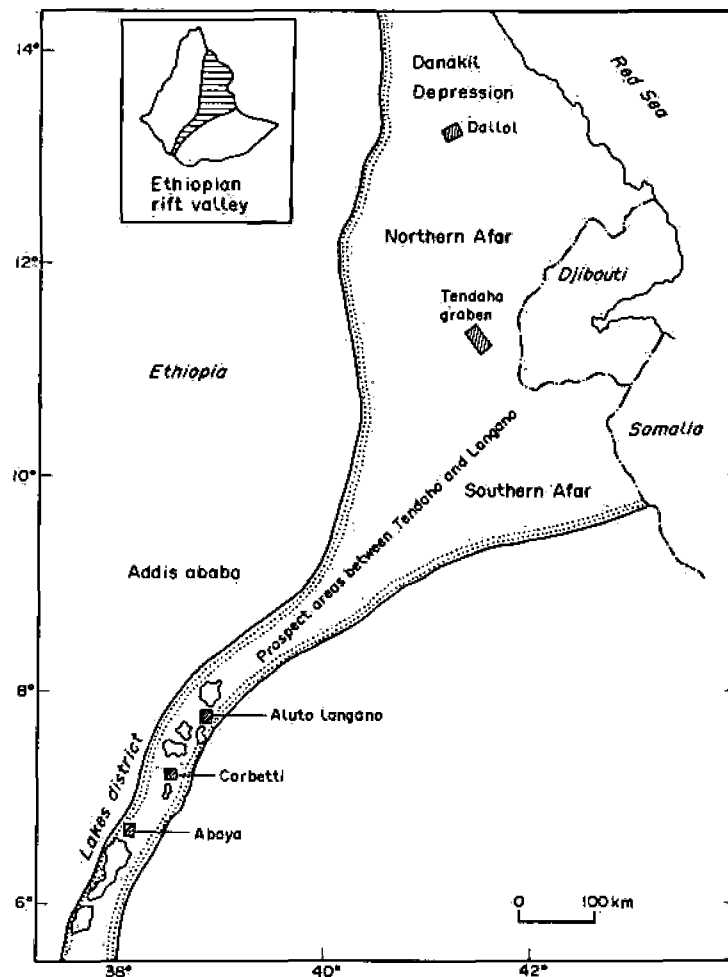 14°
12°
10°
8°
6°
Ethiopian
rift valley
Danakil
Depression
Dallol
Red Sea
Northern Afar
Djibouti
Tendaha
graben
Ethiopia
Somalia
Southern Afar
Prospect areas between Tendaho and Langano
Addis ababa
Aluto langano
Corbetti
Abaya
Lakes district
0 100 km
38°
40°
42°